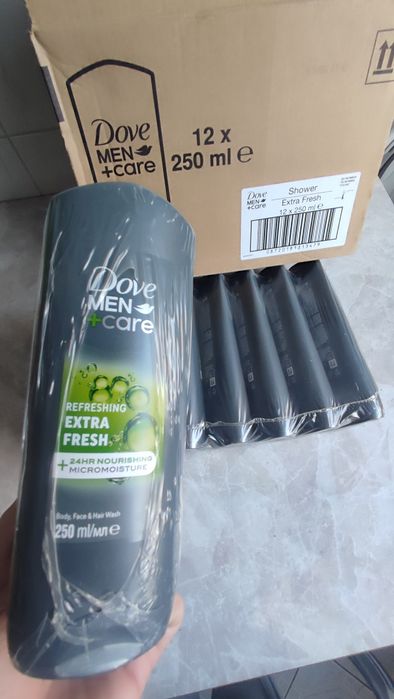 Dove
MEN
+care
12 x
250 ml e
Dove
MEN
+care
Shower
Extra Fresh
12 x 250 ml e
Dove
MEN
+care
REFRESHING
EXTRA
FRESH
+ 24HR NOURISHING
MICROMOISTURE
Body, Face & Hair Wash
250 ml/мл e